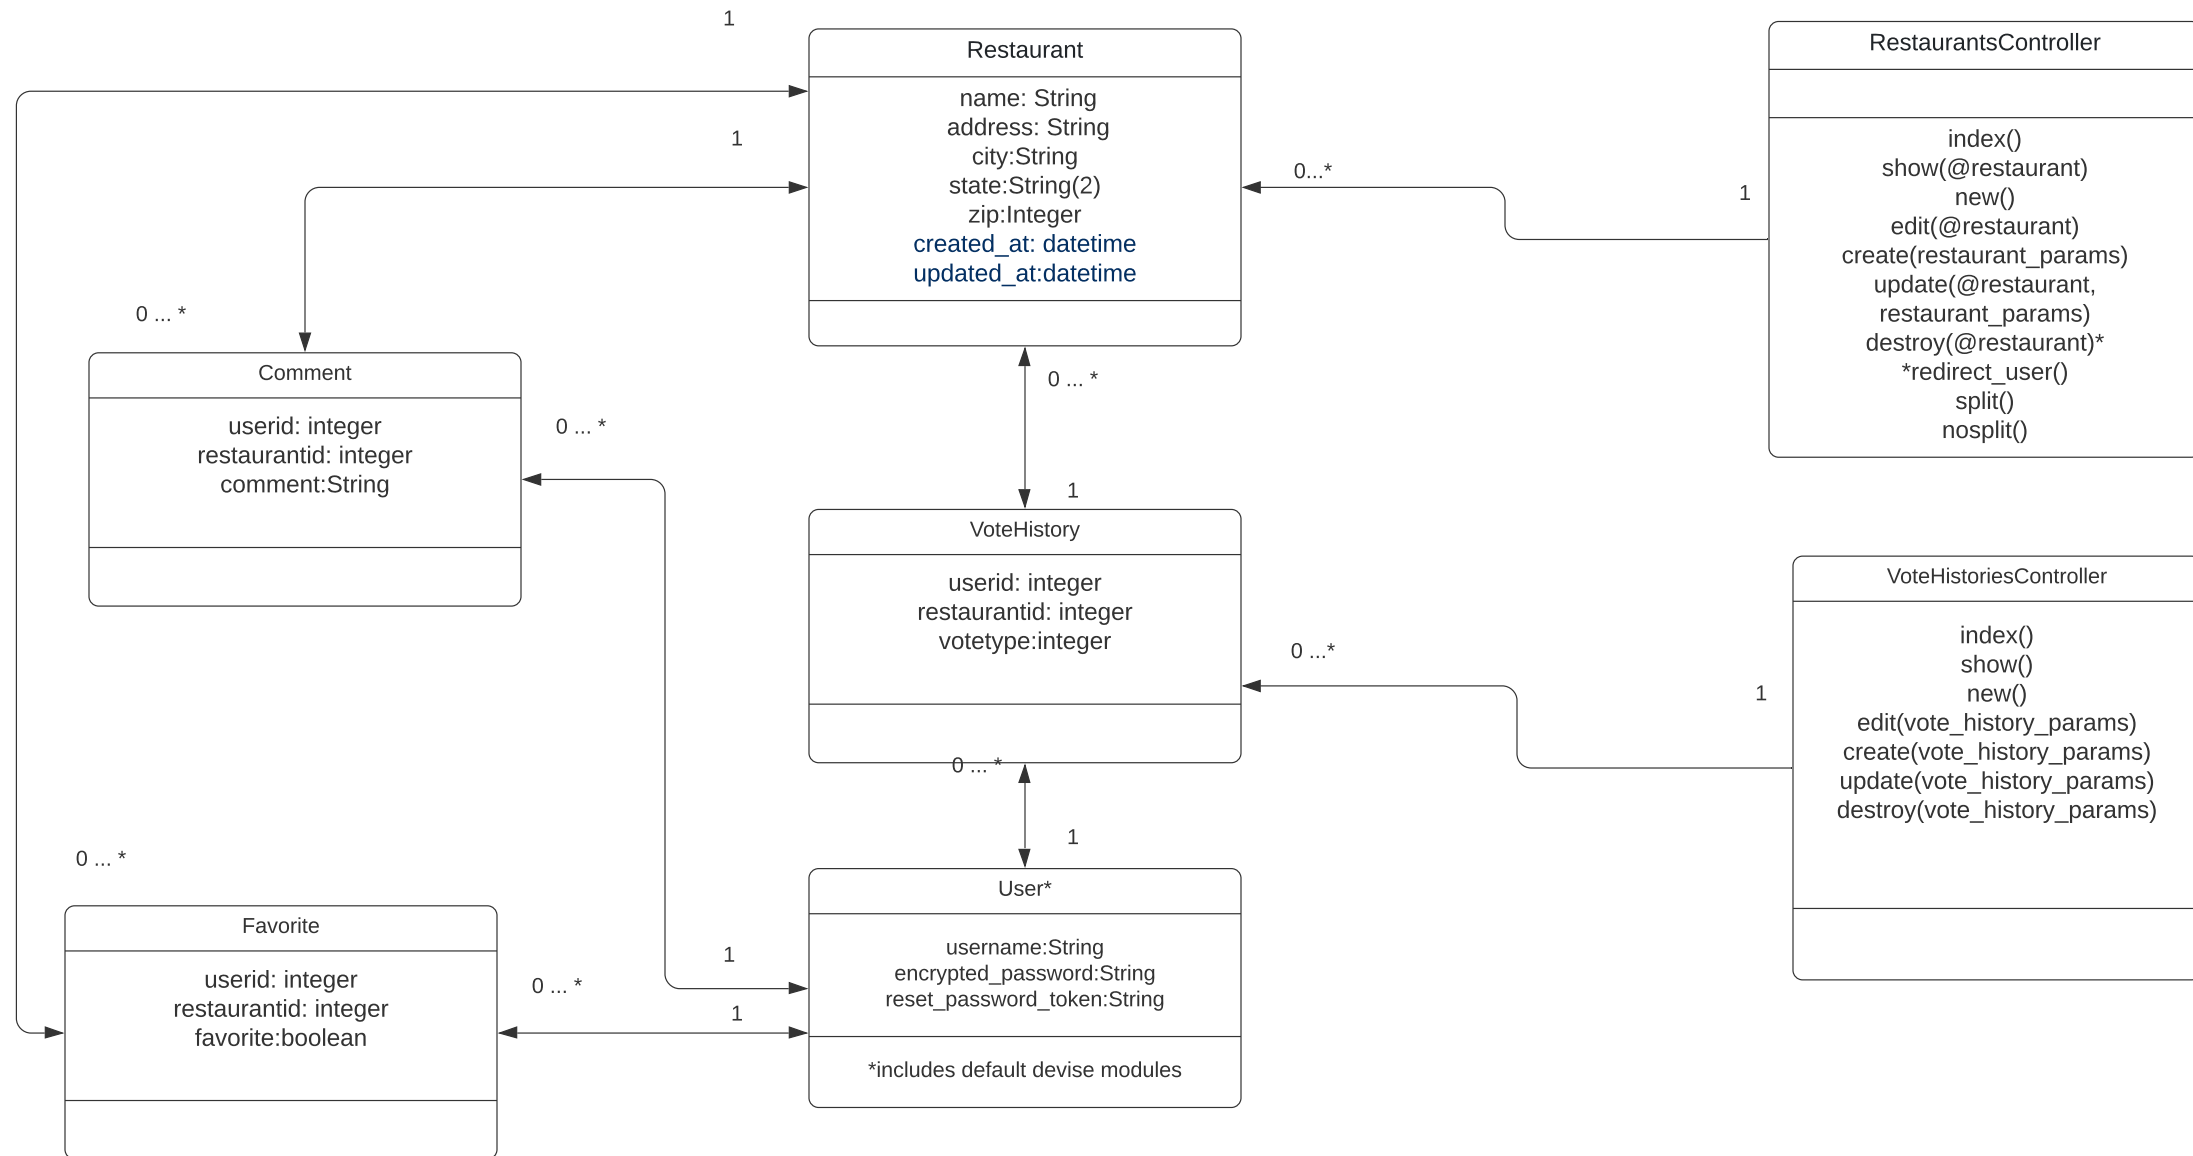 1
Restaurant
name: String
address: String
city:String
state:String(2)
zip:Integer
created_at: datetime
updated_at:datetime
1
0...*
1
RestaurantsController
index()
show(@restaurant)
new()
edit(@restaurant)
create(restaurant_params)
update(@restaurant,
restaurant_params)
destroy(@restaurant)*
*redirect_user()
split()
nosplit()
0 ... *
Comment
userid: integer
restaurantid: integer
comment:String
0 ... *
0 ... *
1
VoteHistory
userid: integer
restaurantid: integer
votetype:integer
0 ...*
1
VoteHistoriesController
index()
show()
new()
edit(vote_history_params)
create(vote_history_params)
update(vote_history_params)
destroy(vote_history_params)
0 ... *
1
0 ... *
Favorite
userid: integer
restaurantid: integer
favorite:boolean
0 ... *
1
1
User*
username:String
encrypted_password:String
reset_password_token:String
*includes default devise modules